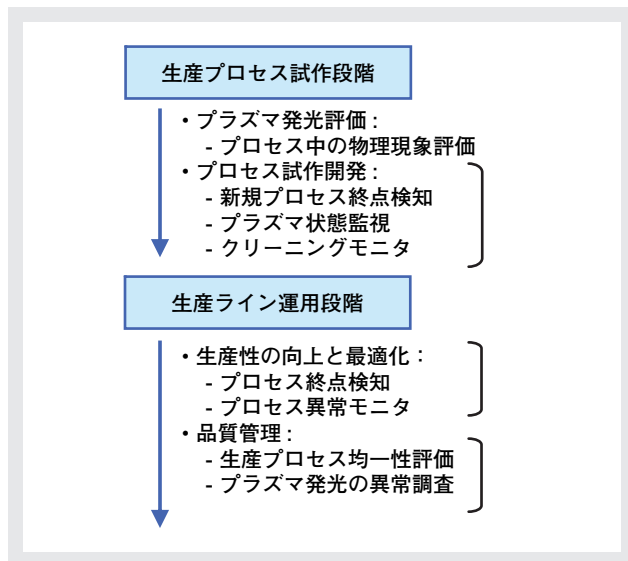 生産プロセス試作段階
・プラズマ発光評価：
- プロセス中の物理現象評価
・プロセス試作開発：
- 新規プロセス終点検知
- プラズマ状態監視
- クリーニングモニタ
生産ライン運用段階
・生産性の向上と最適化：
- プロセス終点検知
- プロセス異常モニタ
・品質管理：
- 生産プロセス均一性評価
- プラズマ発光の異常調査